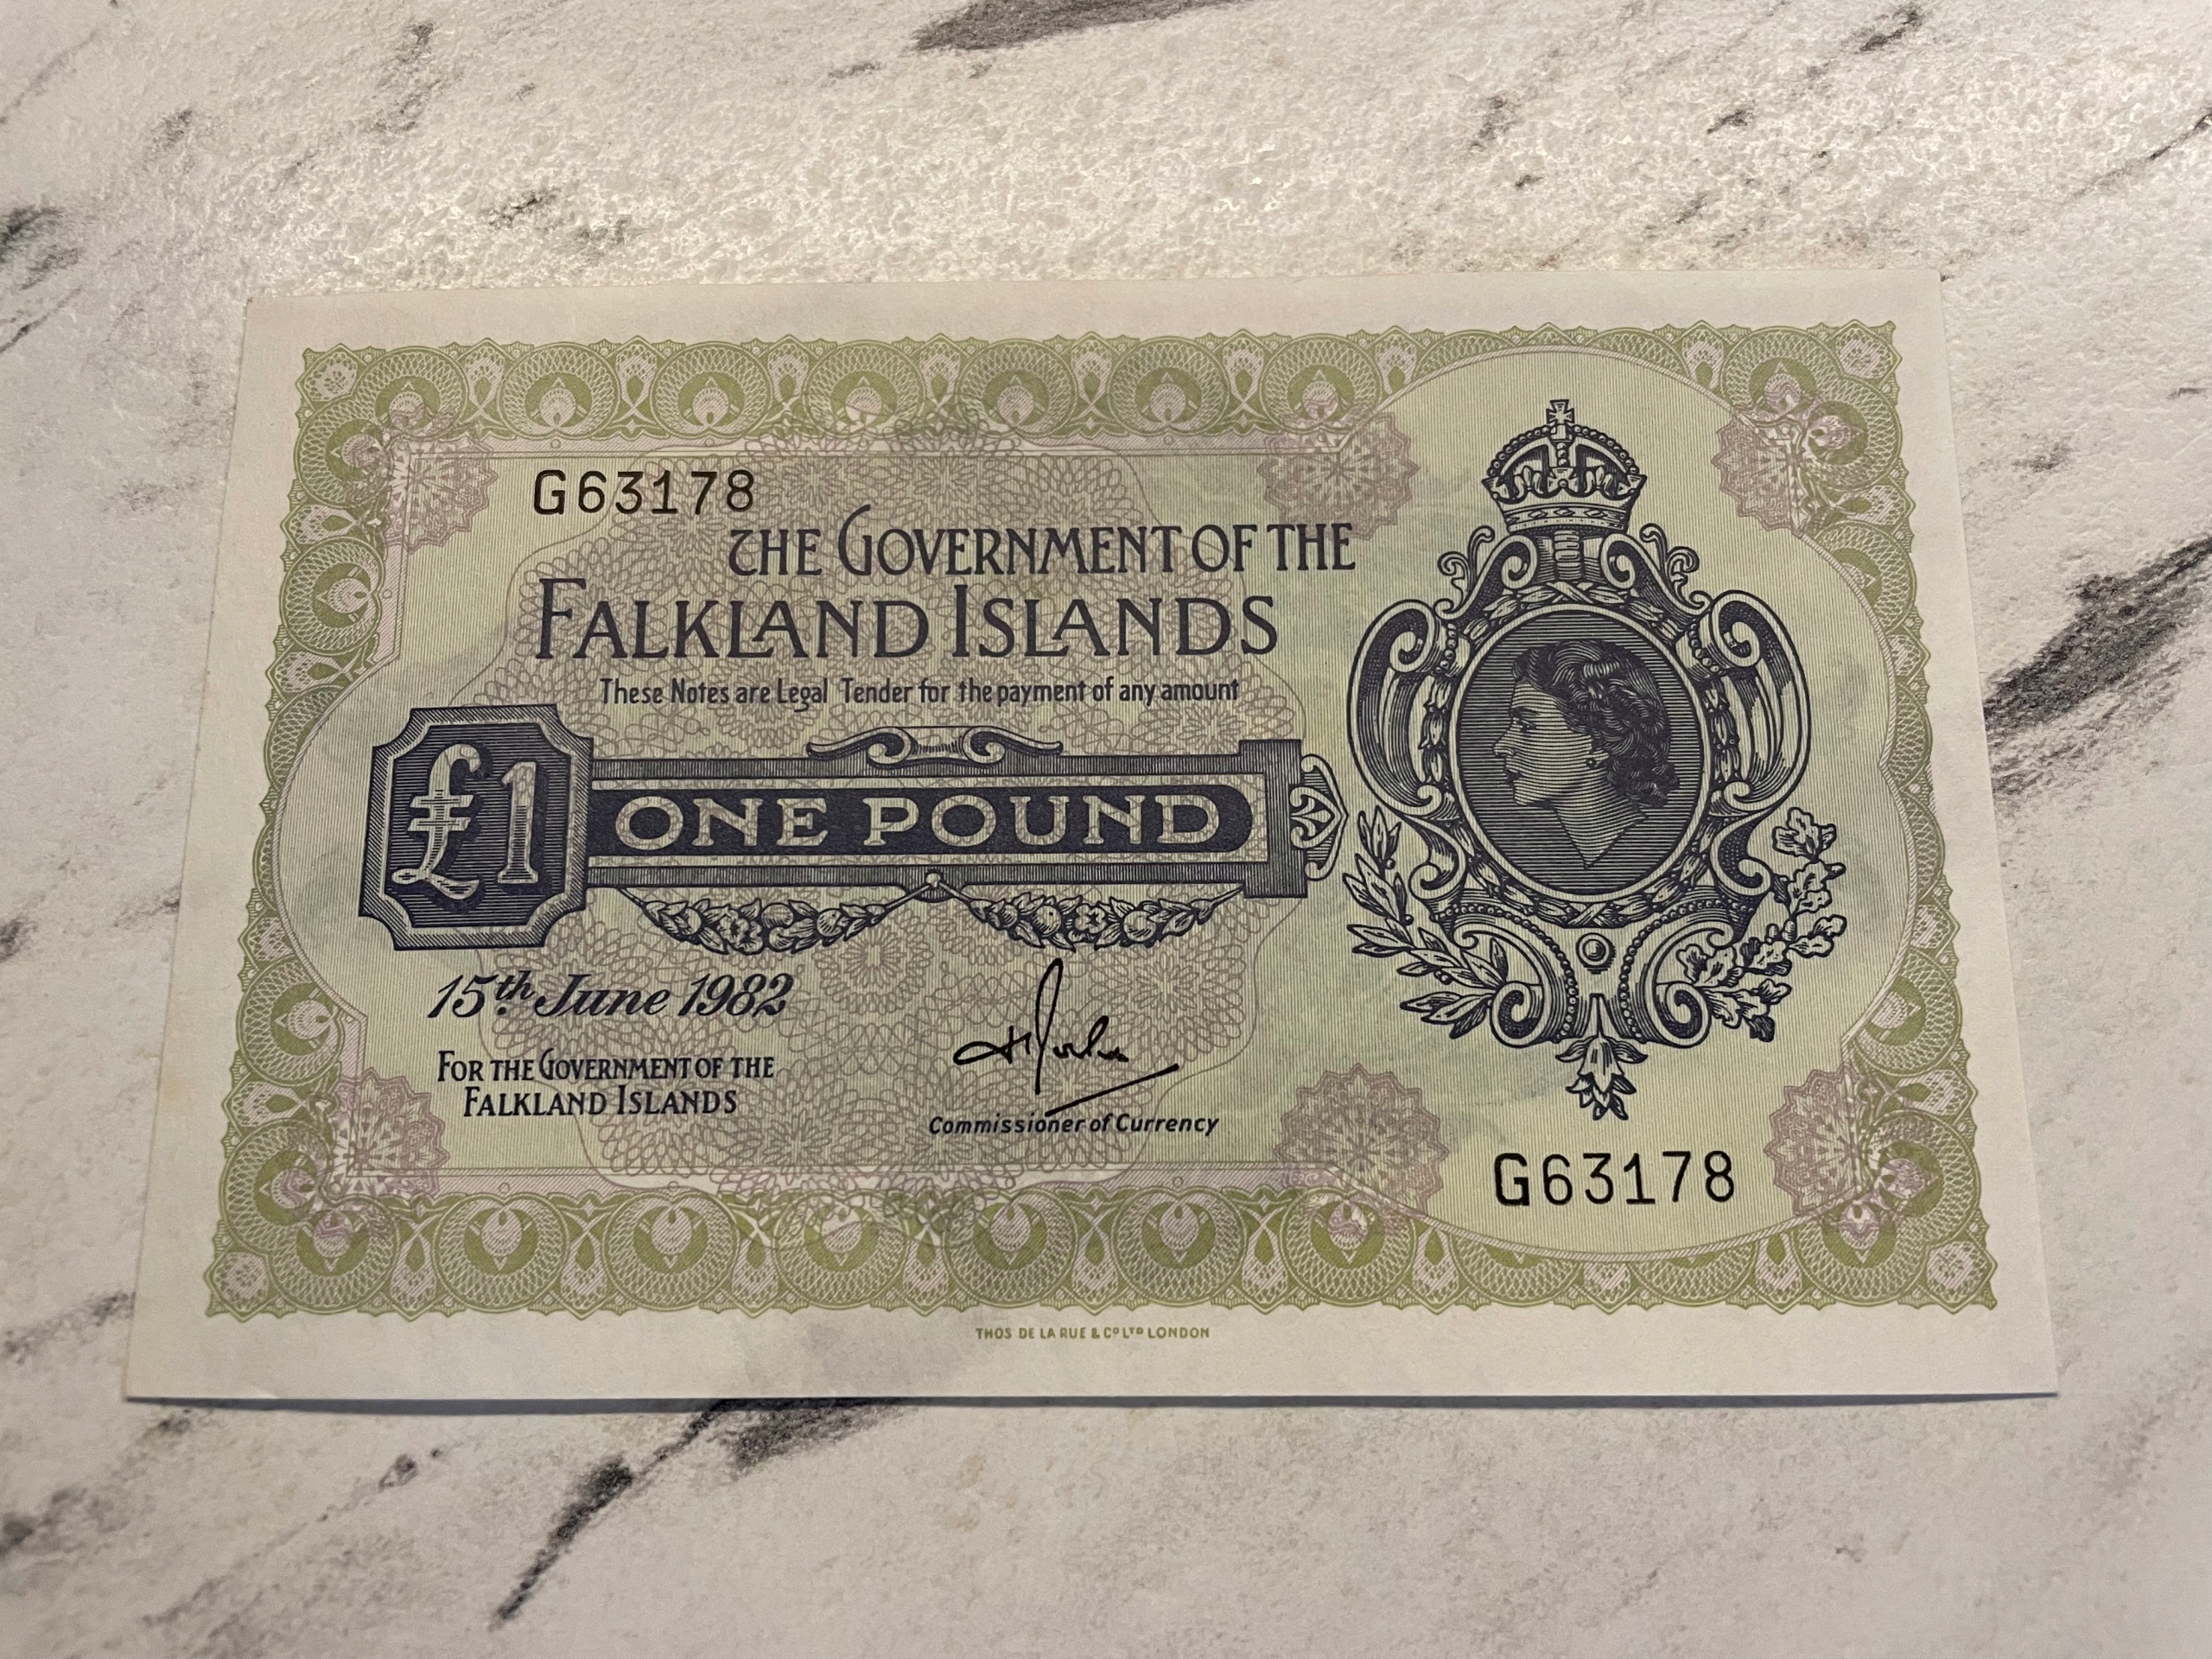 G63178
THE GOVERNMENT OF THE
FALKLAND ISLANDS
These Notes are Legal Tender for the payment of any amount
£1 ONE POUND
15th June 1982
FOR THE GOVERNMENT OF THE
FALKLAND ISLANDS
Commissioner of Currency
G63178
THOS DE LA RUE & CO LTD LONDON